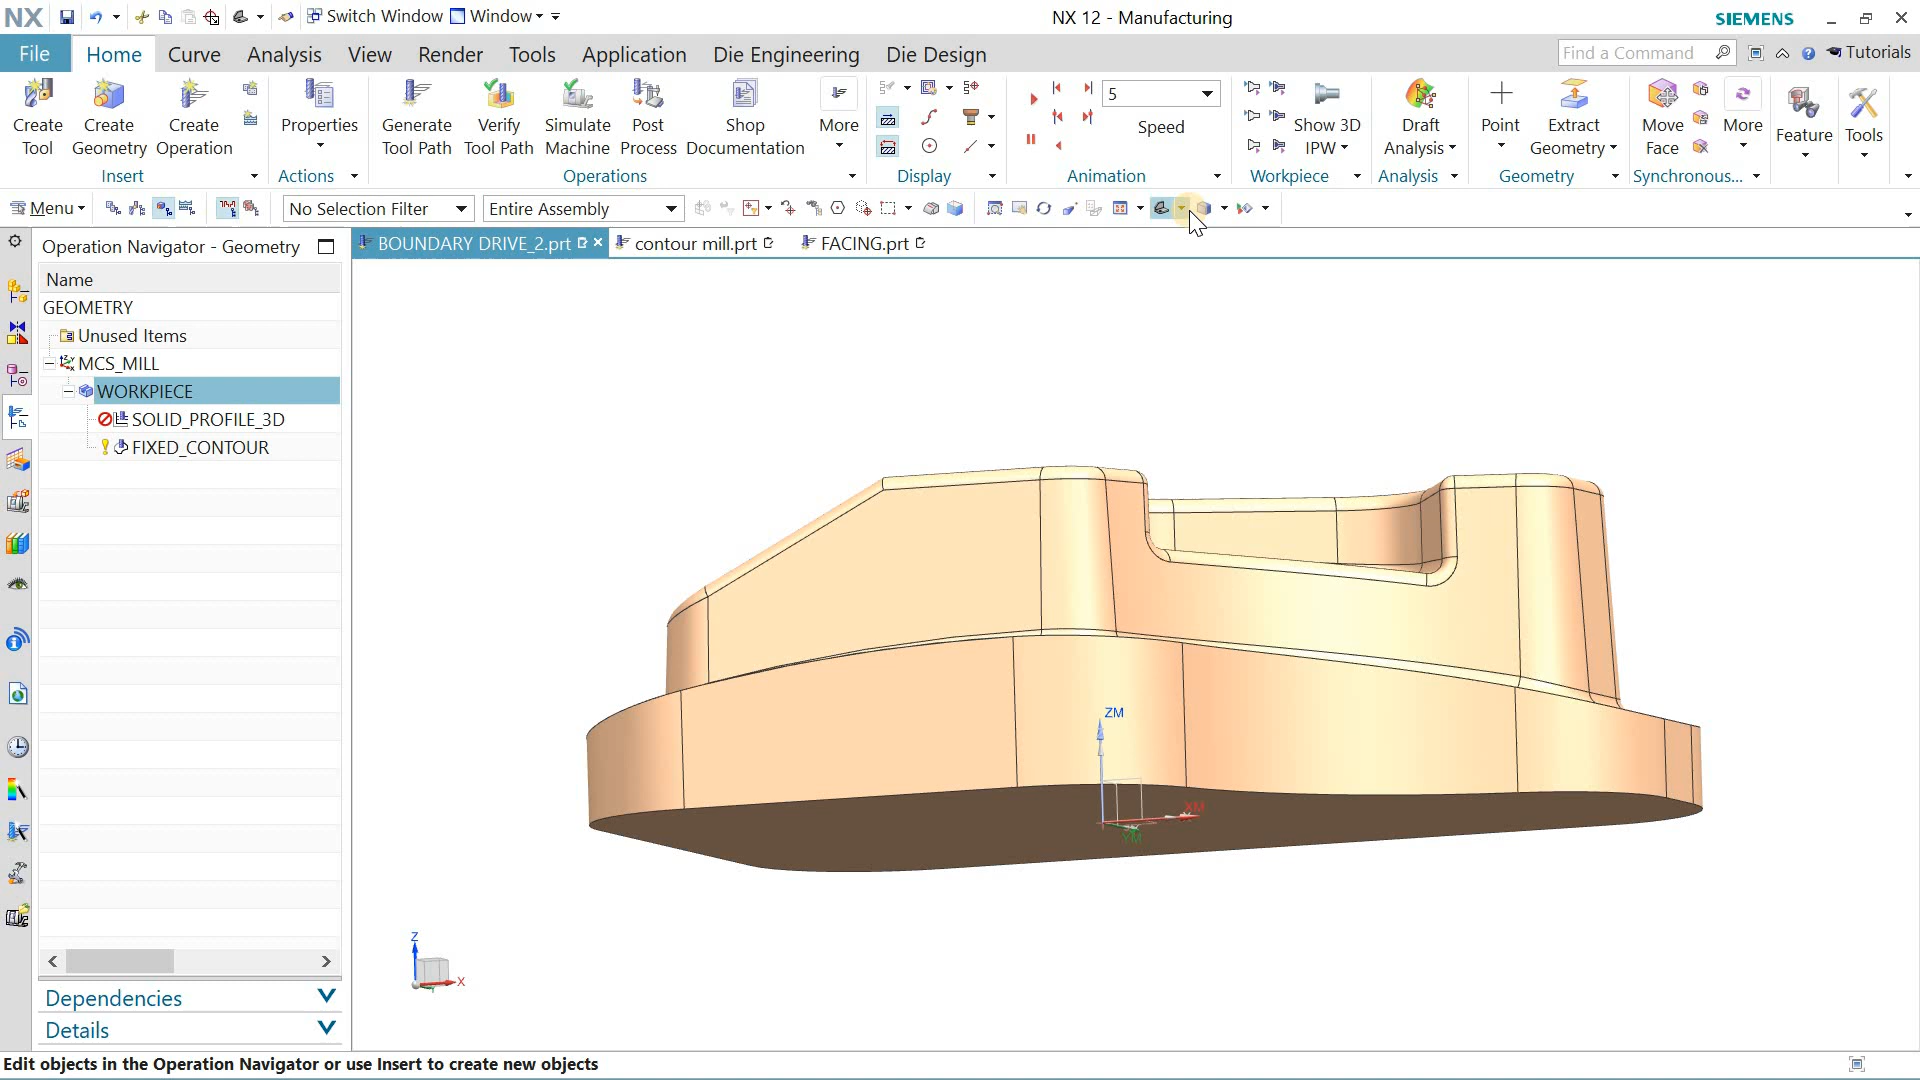 NX Switch Window Window NX 12 - Manufacturing SIEMENS
File Home Curve Analysis View Render Tools Application Die Engineering Die Design Find a Command Tutorials
Create Tool
Create Geometry
Create Operation
Insert
Properties
Actions
Generate Tool Path
Verify Tool Path
Simulate Machine
Post Process
Shop Documentation
More
Operations
Display
5
Speed
Animation
Show 3D IPW
Workpiece
Draft Analysis
Analysis
Point
Extract Geometry
Geometry
Move Face
More
Synchronous...
Feature
Tools
Menu No Selection Filter Entire Assembly
Operation Navigator - Geometry
BOUNDARY DRIVE_2.prt contour mill.prt FACING.prt
Name
GEOMETRY
Unused Items
MCS_MILL
WORKPIECE
SOLID_PROFILE_3D
FIXED_CONTOUR
ZM
XM
YM
Z
X
Dependencies
Details
Edit objects in the Operation Navigator or use Insert to create new objects